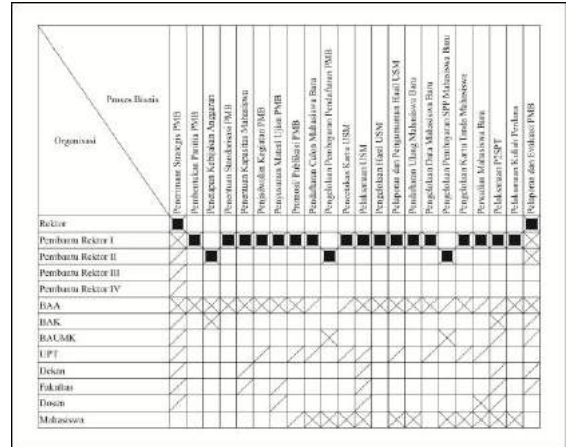 Proses Bisnis
Organisasi
Perencanaan Strategis PMB
Pembentukan Panitia PMB
Penetapan Kebijakan Anggaran
Penentuan Standarisasi PMB
Penentuan Kapasitas Mahasiswa
Penjadwalan Kegiatan PMB
Penyusunan Materi Ujian PMB
Promosi/Publikasi PMB
Pendaftaran Calon Mahasiswa Baru
Pengelolaan Pembayaran Pendaftaran PMB
Pencetakan Kartu USM
Pelaksanaan USM
Pengelolaan Hasil USM
Pelaporan dan Pengumuman Hasil USM
Pendaftaran Ulang Mahasiswa Baru
Pengelolaan Data Mahasiswa Baru
Pengelolaan Pembayaran SPP Mahasiswa Baru
Pengelolaan Kartu Tanda Mahasiswa
Perwalian Mahasiswa Baru
Pelaksanaan P2SPT
Pelaksanaan Kuliah Perdana
Pelaporan dan Evaluasi PMB
Rektor
Pembantu Rektor I
Pembantu Rektor II
Pembantu Rektor III
Pembantu Rektor IV
BAA
BAK
BAUMK
UPT
Dekan
Fakultas
Dosen
Mahasiswa